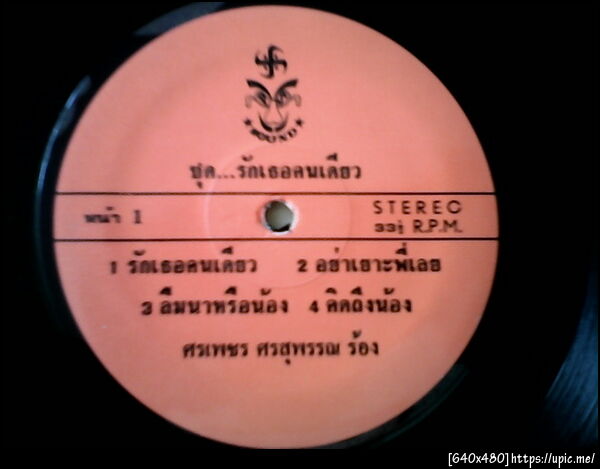 SOUND
ชุด...รักเธอคนเดียว
หน้า 1
STEREO
33⅓ R.P.M.
1 รักเธอคนเดียว 2 อย่าเยาะพี่เลย
3 ลืมนาหรือน้อง 4 คิดถึงน้อง
ศรเพชร ศรสุพรรณ ร้อง
[640x480]https://upic.me/